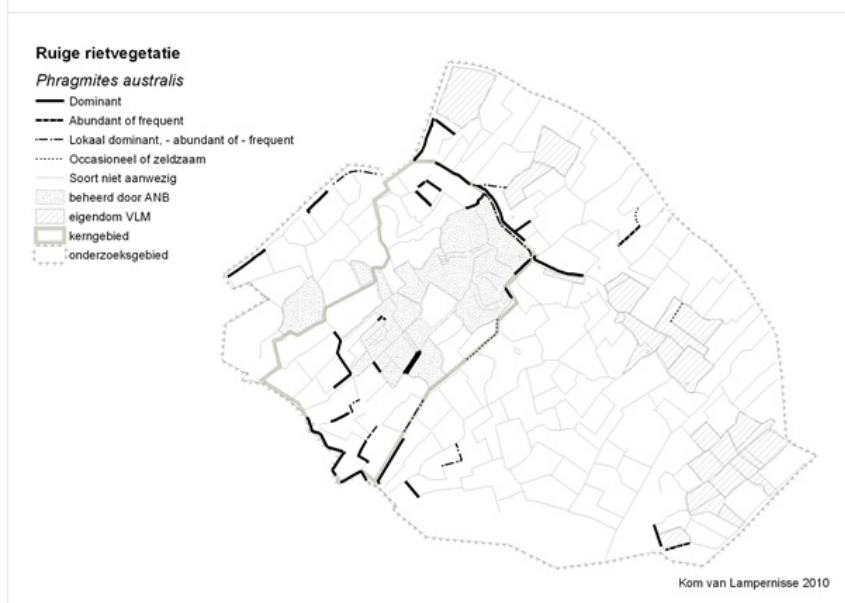 Ruige rietvegetatie
Phragmites australis
Dominant
Abundant of frequent
Lokaal dominant, - abundant of - frequent
Occasioneel of zeldzaam
Soort niet aanwezig
beheerd door ANB
eigendom VLM
kerngebied
onderzoeksgebied
Kom van Lampernisse 2010